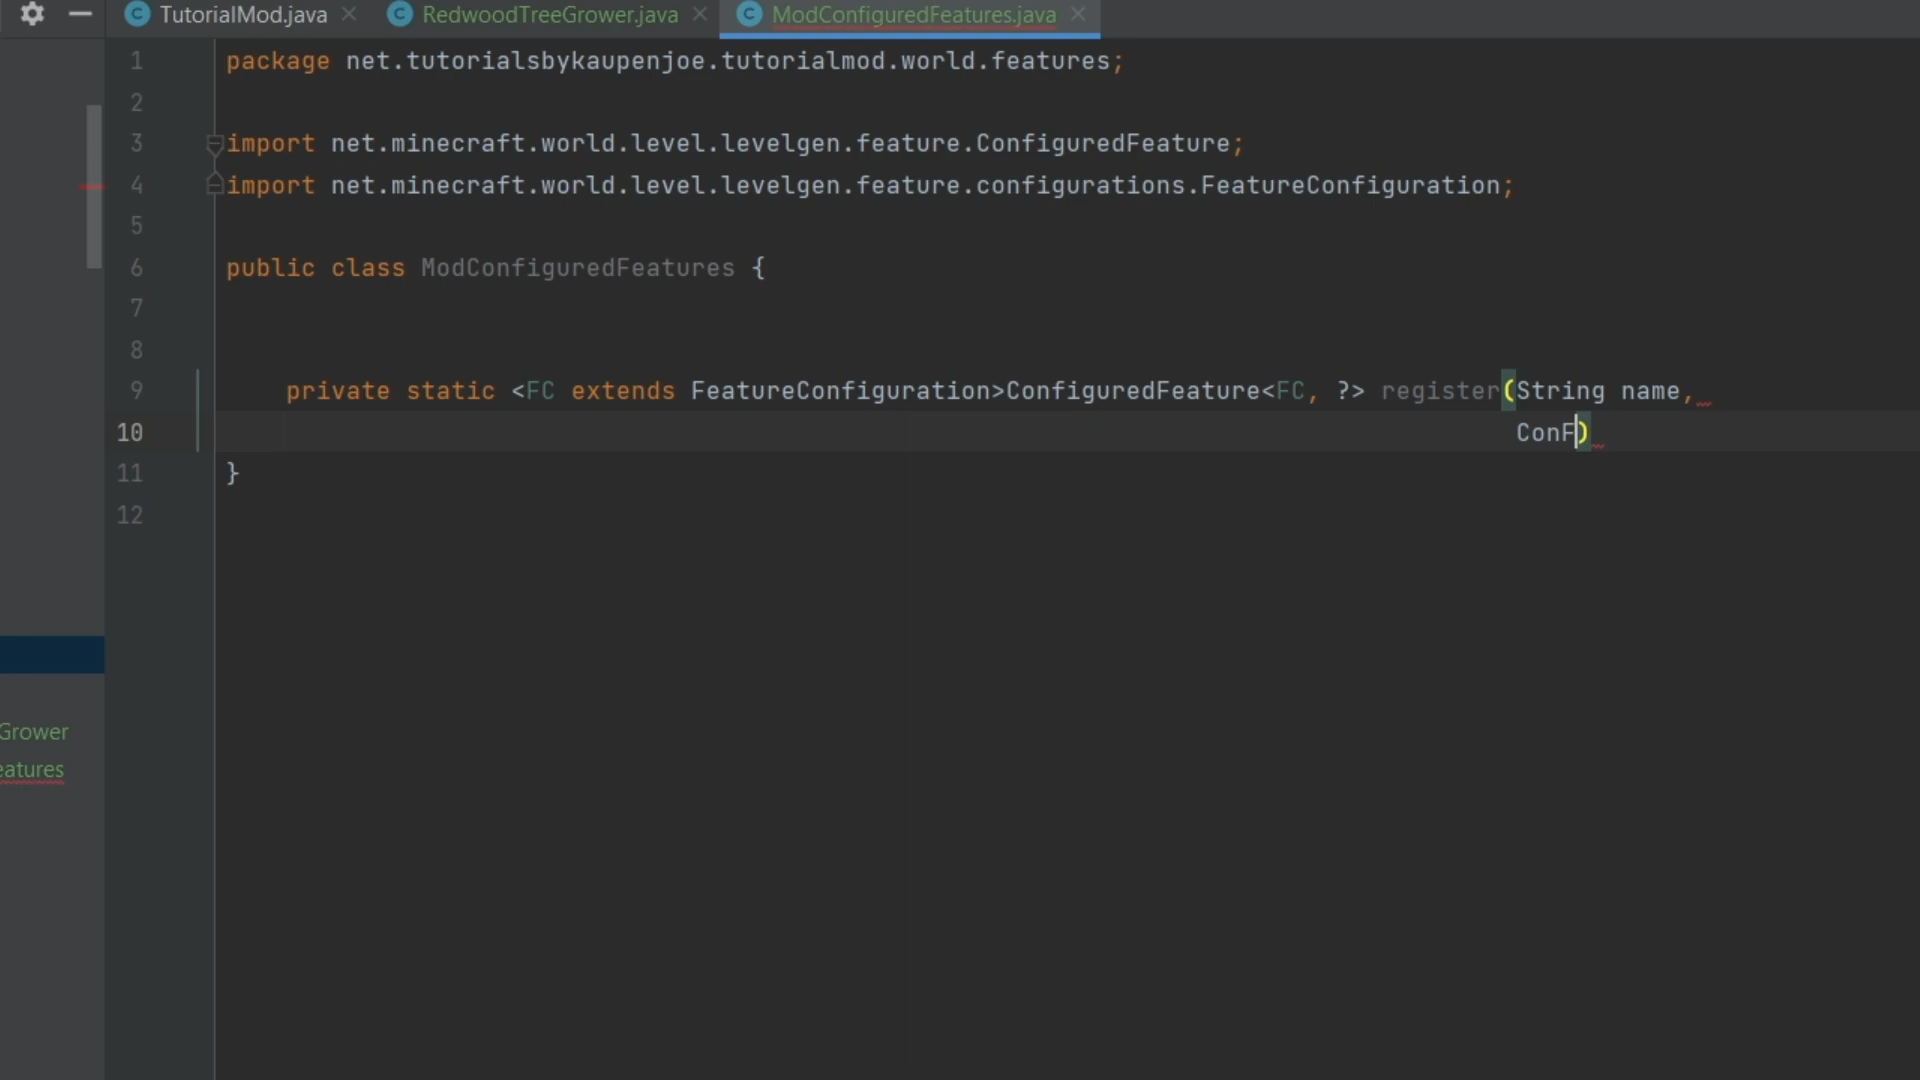 TutorialMod.java
RedwoodTreeGrower.java
ModConfiguredFeatures.java
1 package net.tutorialsbykaupenjoe.tutorialmod.world.features;
2
3 import net.minecraft.world.level.levelgen.feature.ConfiguredFeature;
4 import net.minecraft.world.level.levelgen.feature.configurations.FeatureConfiguration;
5
6 public class ModConfiguredFeatures {
7
8
9 private static <FC extends FeatureConfiguration>ConfiguredFeature<FC, ?> register(String name,
10 ConF)
11 }
12
Grower
eatures